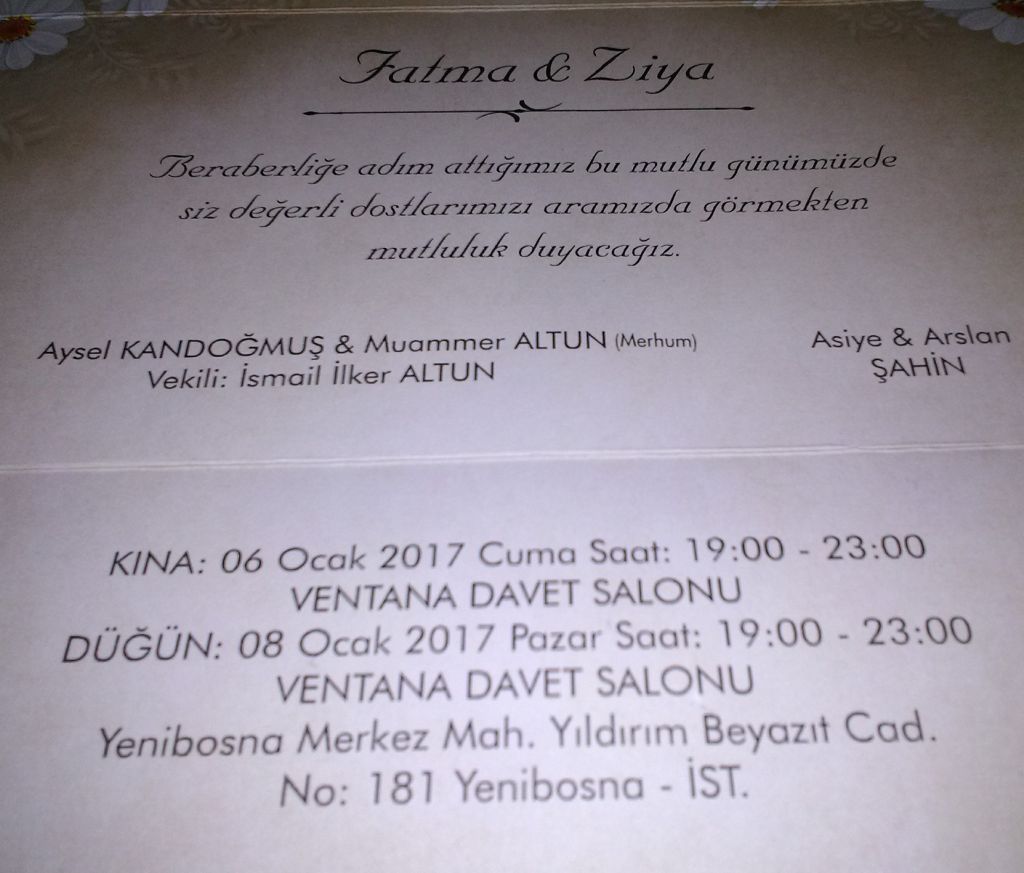 Fatma & Ziya
Beraberliğe adım attığımız bu mutlu günümüzde
siz değerli dostlarımızı aramızda görmekten
mutluluk duyacağız.
Aysel KANDOĞMUŞ & Muammer ALTUN (Merhum)
Vekili: İsmail İlker ALTUN
Asiye & Arslan
ŞAHİN
KINA: 06 Ocak 2017 Cuma Saat: 19:00 - 23:00
VENTANA DAVET SALONU
DÜĞÜN: 08 Ocak 2017 Pazar Saat: 19:00 - 23:00
VENTANA DAVET SALONU
Yenibosna Merkez Mah. Yıldırım Beyazıt Cad.
No: 181 Yenibosna - İST.